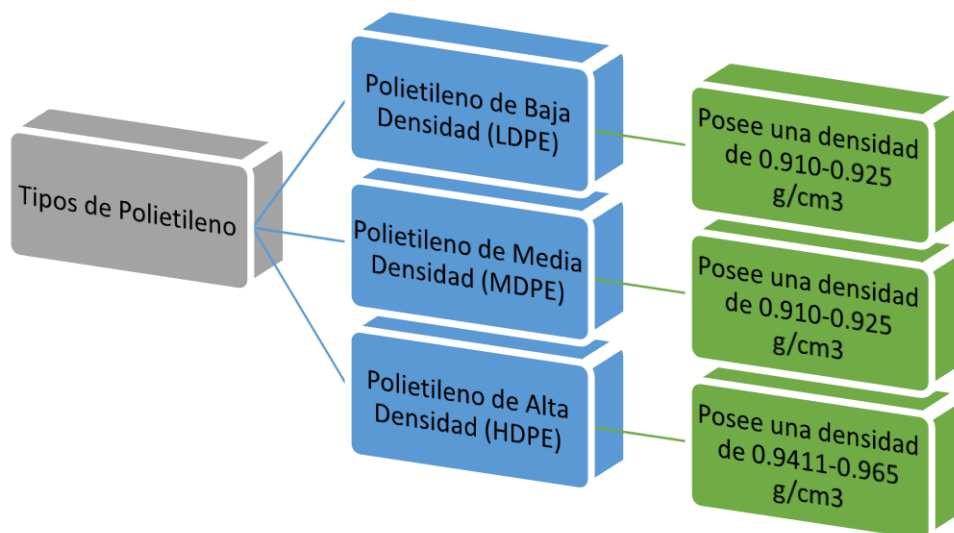 Tipos de Polietileno
Polietileno de Baja
Densidad (LDPE)
Posee una densidad
de 0.910-0.925
g/cm3
Polietileno de Media
Densidad (MDPE)
Posee una densidad
de 0.910-0.925
g/cm3
Polietileno de Alta
Densidad (HDPE)
Posee una densidad
de 0.9411-0.965
g/cm3